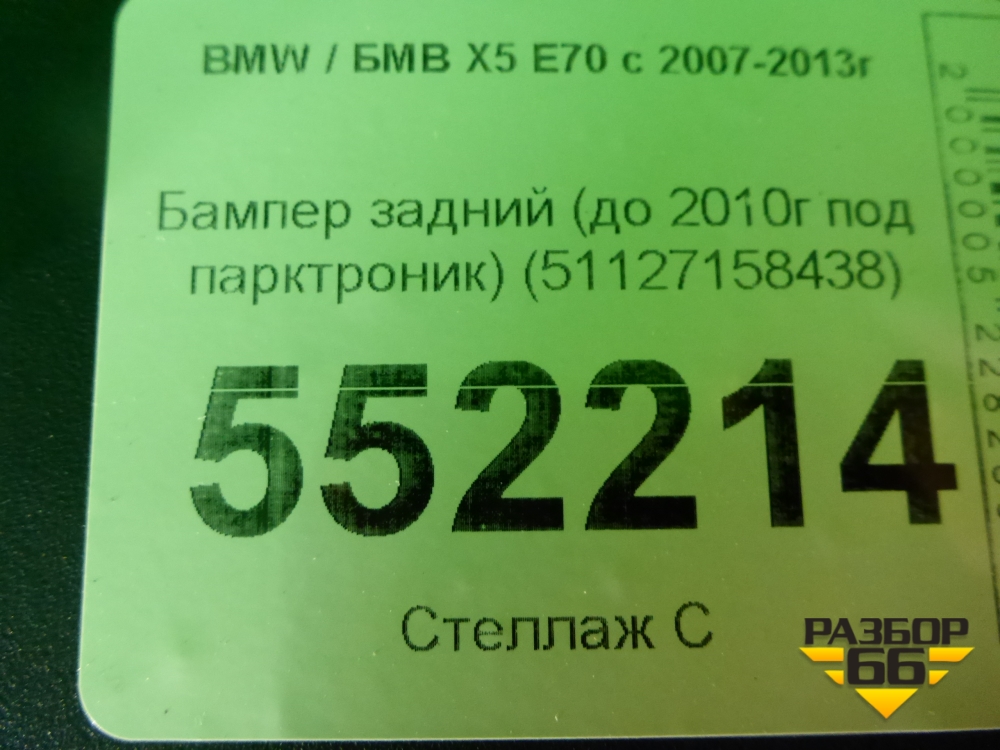 BMW / БМВ X5 E70 с 2007-2013г
Бампер задний (до 2010г под
парктроник) (51127158438)
552214
Стеллаж С
РАЗБОР
66